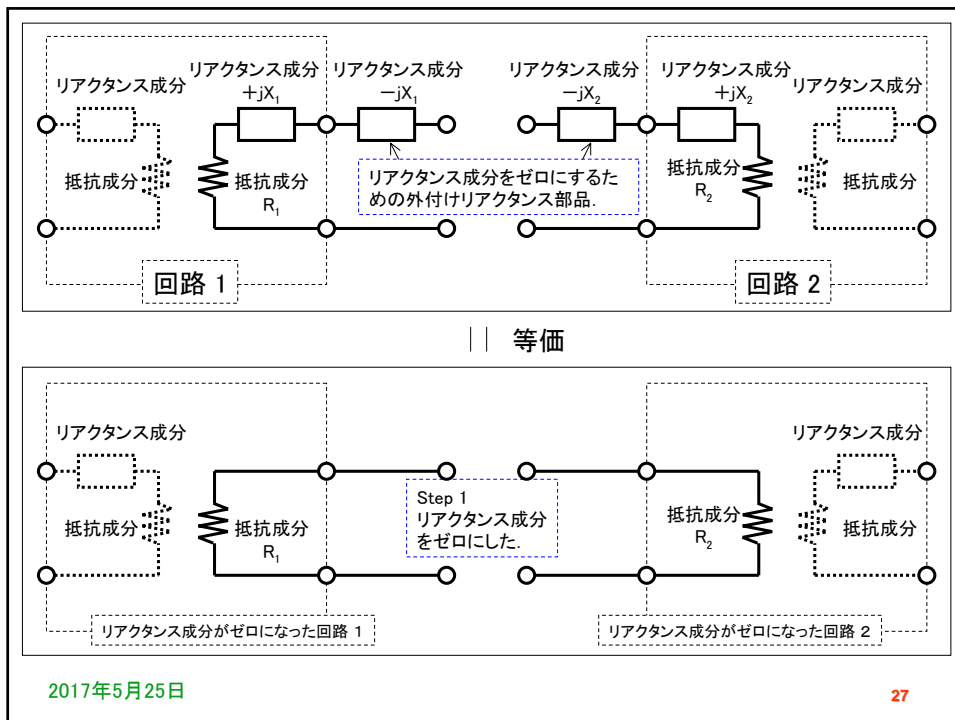 リアクタンス成分
リアクタンス成分
+jX₁
リアクタンス成分
−jX₁
リアクタンス成分
−jX₂
リアクタンス成分
+jX₂
リアクタンス成分
抵抗成分
抵抗成分
R₁
リアクタンス成分をゼロにするた
めの外付けリアクタンス部品.
抵抗成分
R₂
抵抗成分
回路 1
回路 2
|| 等価
リアクタンス成分
リアクタンス成分
抵抗成分
抵抗成分
R₁
Step 1
リアクタンス成分
をゼロにした.
抵抗成分
R₂
抵抗成分
リアクタンス成分がゼロになった回路 1
リアクタンス成分がゼロになった回路 2
2017年5月25日
27